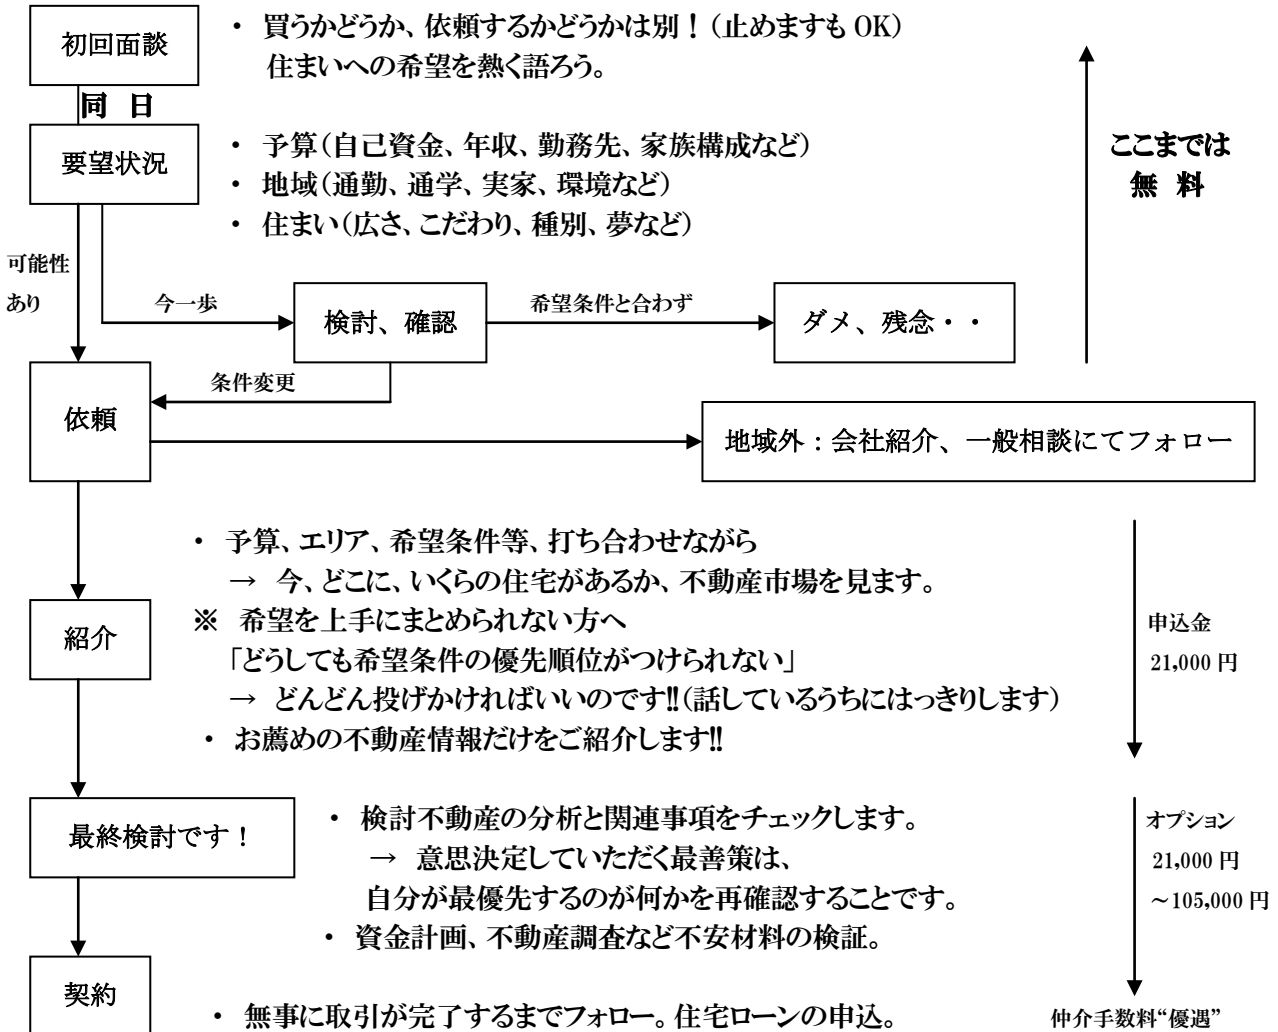 初回面談
・ 買うかどうか、依頼するかどうかは別！（止めますも OK）
住まいへの希望を熱く語ろう。
同 日
要望状況
・ 予算（自己資金、年収、勤務先、家族構成など）
・ 地域（通勤、通学、実家、環境など）
・ 住まい（広さ、こだわり、種別、夢など）
ここまでは
無 料
可能性
あり
今一歩
検討、確認
希望条件と合わず
ダメ、残念・・
条件変更
依頼
地域外：会社紹介、一般相談にてフォロー
・ 予算、エリア、希望条件等、打ち合わせながら
→ 今、どこに、いくらの住宅があるか、不動産市場を見ます。
※ 希望を上手にまとめられない方へ
「どうしても希望条件の優先順位がつけられない」
→ どんどん投げかければいいのです!!（話しているうちにはっきりします）
・ お薦めの不動産情報だけをご紹介します!!
紹介
申込金
21,000 円
最終検討です！
・ 検討不動産の分析と関連事項をチェックします。
→ 意思決定していただく最善策は、
自分が最優先するのが何かを再確認することです。
・ 資金計画、不動産調査など不安材料の検証。
オプション
21,000 円
～105,000 円
契約
・ 無事に取引が完了するまでフォロー。住宅ローンの申込。
仲介手数料“優遇”